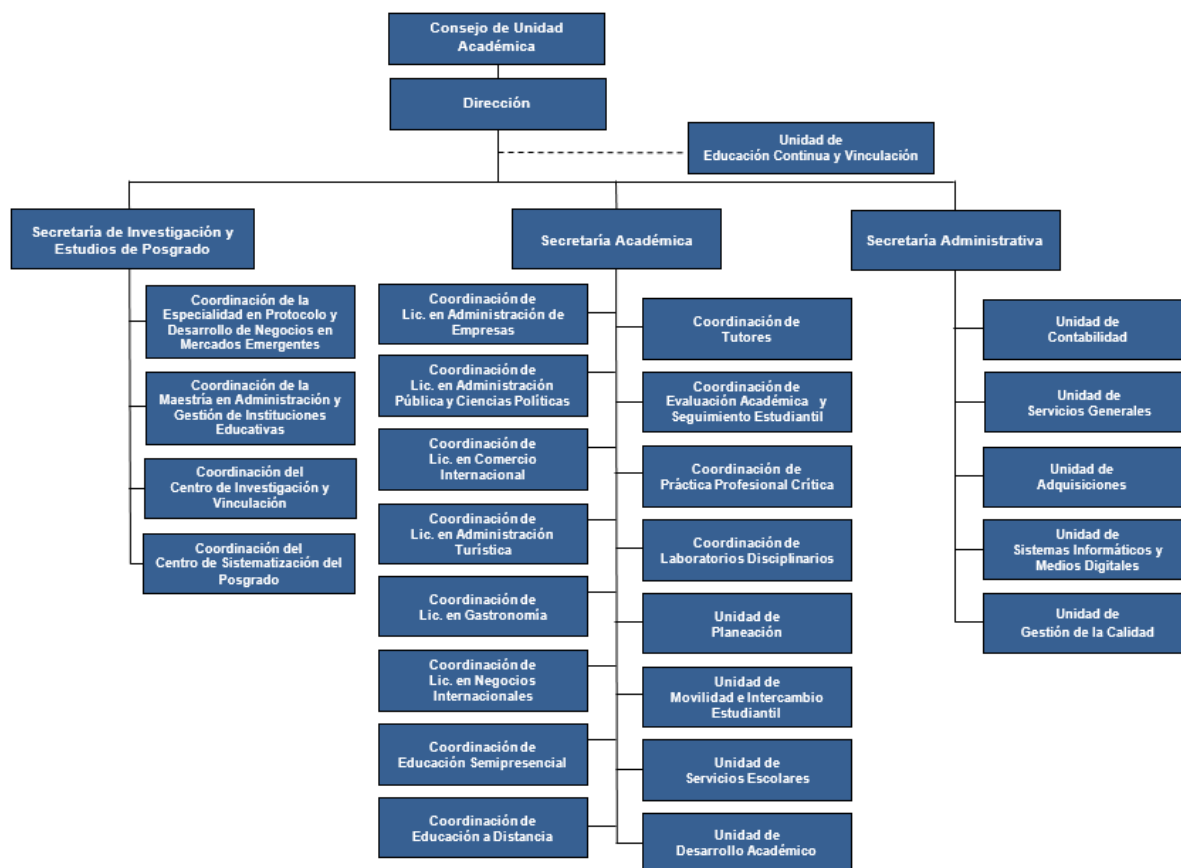 Consejo de Unidad
Académica
Dirección
Unidad de
Educación Continua y Vinculación
Secretaría de Investigación y
Estudios de Posgrado
Secretaría Académica
Secretaría Administrativa
Coordinación de la
Especialidad en Protocolo y
Desarrollo de Negocios en
Mercados Emergentes
Coordinación de la
Maestría en Administración y
Gestión de Instituciones
Educativas
Coordinación del
Centro de Investigación y
Vinculación
Coordinación del
Centro de Sistematización del
Posgrado
Coordinación de
Lic. en Administración de
Empresas
Coordinación de
Lic. en Administración
Pública y Ciencias Políticas
Coordinación de
Lic. en Comercio
Internacional
Coordinación de
Lic. en Administración
Turística
Coordinación de
Lic. en Gastronomía
Coordinación de
Lic. en Negocios
Internacionales
Coordinación de
Educación Semipresencial
Coordinación de
Educación a Distancia
Coordinación de
Tutores
Coordinación de
Evaluación Académica y
Seguimiento Estudiantil
Coordinación de
Práctica Profesional Crítica
Coordinación de
Laboratorios Disciplinarios
Unidad de
Planeación
Unidad de
Movilidad e Intercambio
Estudiantil
Unidad de
Servicios Escolares
Unidad de
Desarrollo Académico
Unidad de
Contabilidad
Unidad de
Servicios Generales
Unidad de
Adquisiciones
Unidad de
Sistemas Informáticos y
Medios Digitales
Unidad de
Gestión de la Calidad